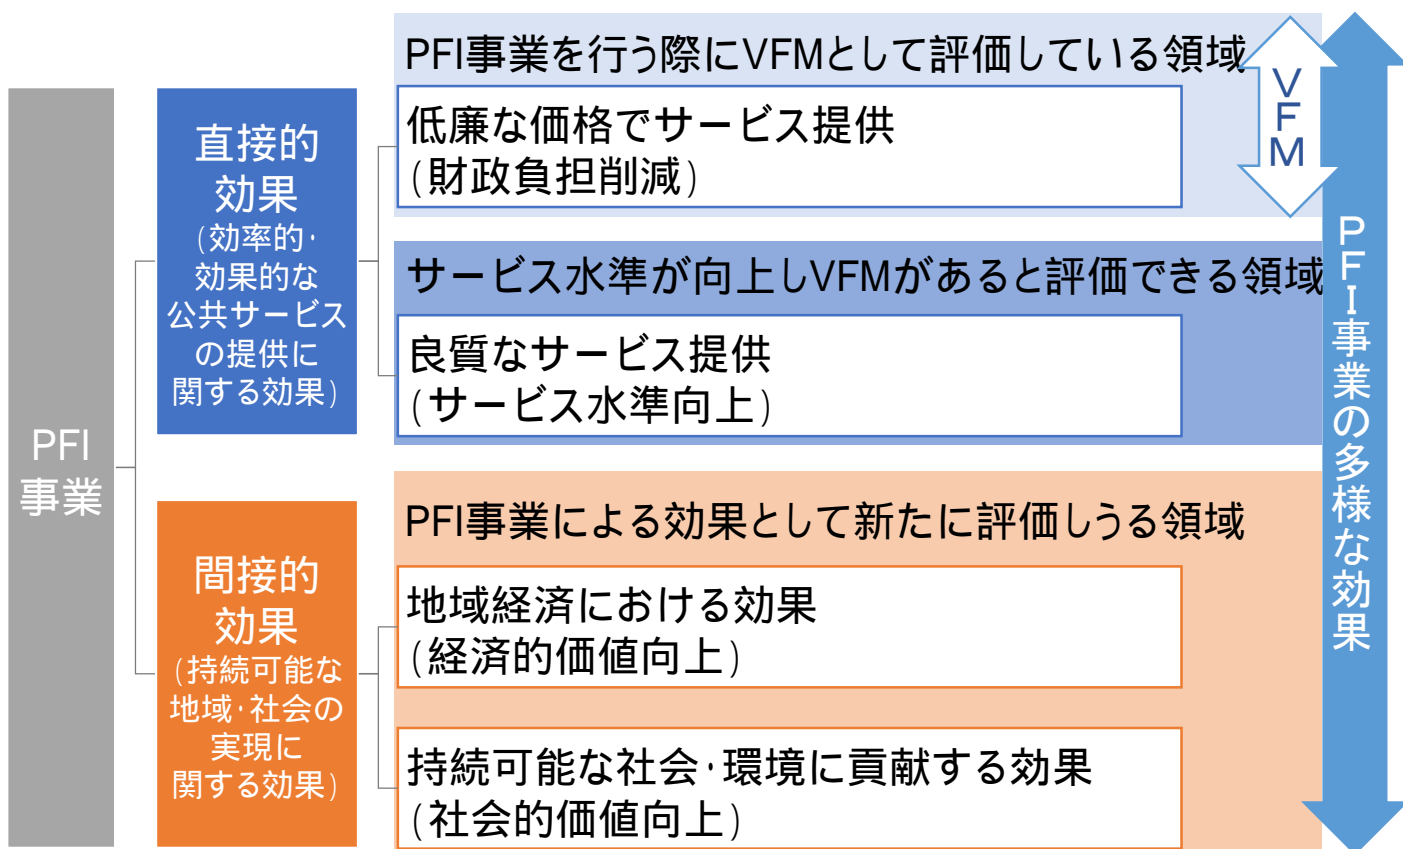 PFI
事業
直接的
効果
(効率的・
効果的な
公共サービス
の提供に
関する効果)
PFI事業を行う際にVFMとして評価している領域
低廉な価格でサービス提供
(財政負担削減)
サービス水準が向上しVFMがあると評価できる領域
良質なサービス提供
(サービス水準向上)
間接的
効果
(持続可能な
地域・社会の
実現に
関する効果)
PFI事業による効果として新たに評価しうる領域
地域経済における効果
(経済的価値向上)
持続可能な社会・環境に貢献する効果
(社会的価値向上)
VFM
PFI事業の多様な効果